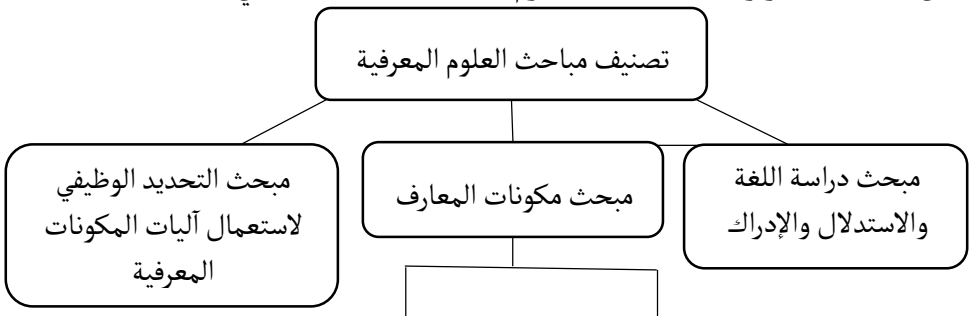 تصنيف مباحث العلوم المعرفية
مبحث دراسة اللغة
والاستدلال والإدراك
مبحث مكونات المعارف
مبحث التحديد الوظيفي
لاستعمال آليات المكونات
المعرفية